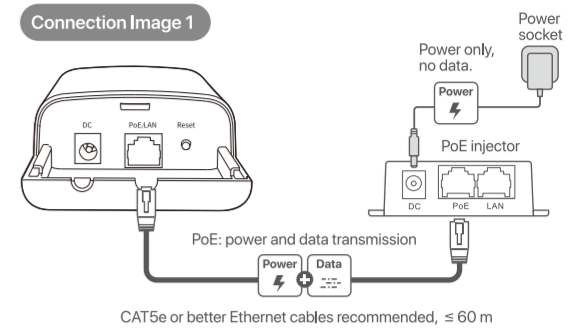 Connection Image 1
Power
socket
Power only,
no data.
Power
DC
PoE/LAN
Reset
PoE injector
DC
PoE
LAN
PoE: power and data transmission
Power
Data
CAT5e or better Ethernet cables recommended, ≤ 60 m